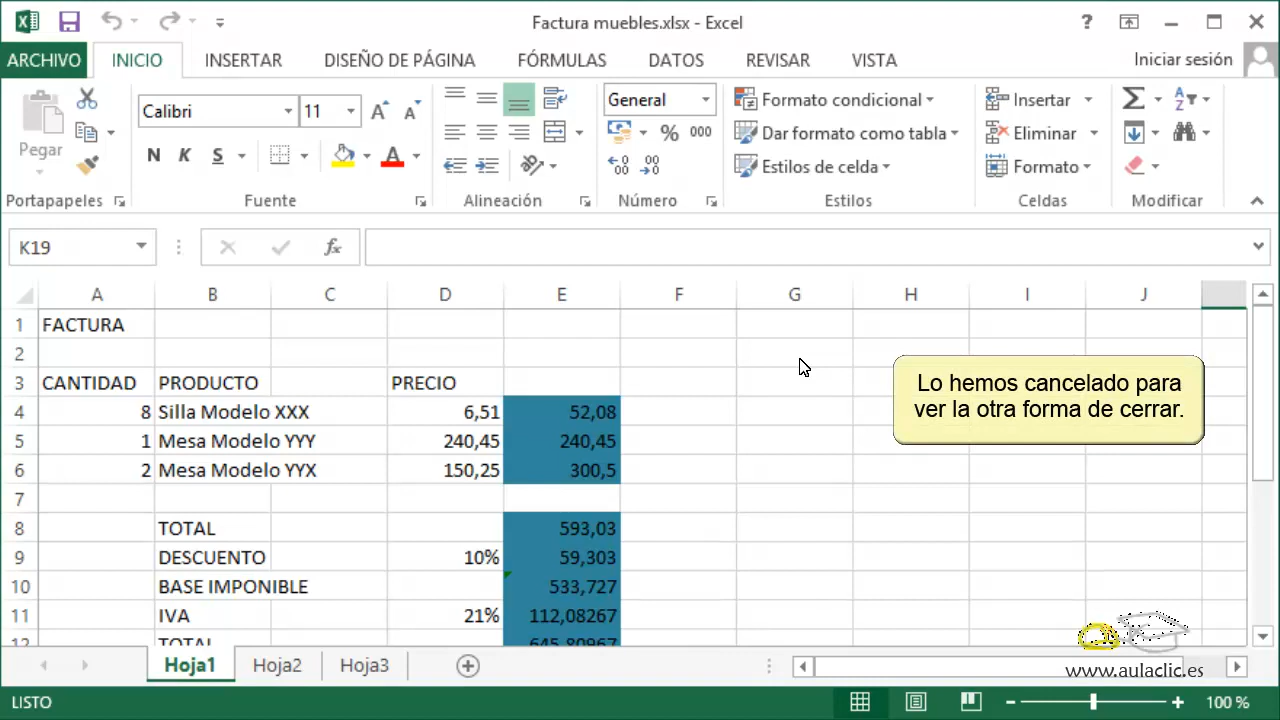 Factura muebles.xlsx - Excel
?
ARCHIVO INICIO INSERTAR DISEÑO DE PÁGINA FÓRMULAS DATOS REVISAR VISTA Iniciar sesión
Pegar
Portapapeles
Calibri 11 A A
N K S A
Fuente
Alineación
General
% 000
Número
Formato condicional
Dar formato como tabla
Estilos de celda
Estilos
Insertar
Eliminar
Formato
Celdas
Modificar
K19 fx
A B C D E F G H I J
1 FACTURA
2
3 CANTIDAD PRODUCTO PRECIO
4 8 Silla Modelo XXX 6,51 52,08
5 1 Mesa Modelo YYY 240,45 240,45
6 2 Mesa Modelo YYX 150,25 300,5
7
8 TOTAL 593,03
9 DESCUENTO 10% 59,303
10 BASE IMPONIBLE 533,727
11 IVA 21% 112,08267
12 TOTAL 645,80967
Lo hemos cancelado para
ver la otra forma de cerrar.
www.aulaclic.es
Hoja1 Hoja2 Hoja3
LISTO 100 %